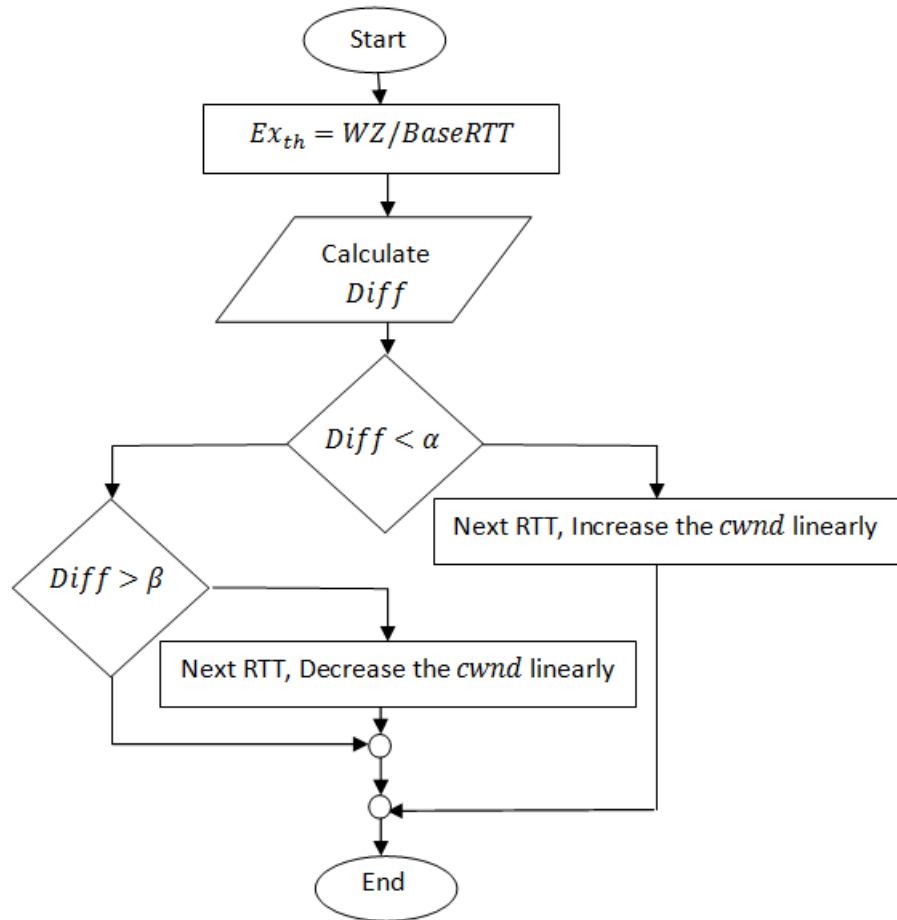 Start
Ex_th = WZ/BaseRTT
Calculate
Diff
Diff < α
Next RTT, Increase the cwnd linearly
Diff > β
Next RTT, Decrease the cwnd linearly
End